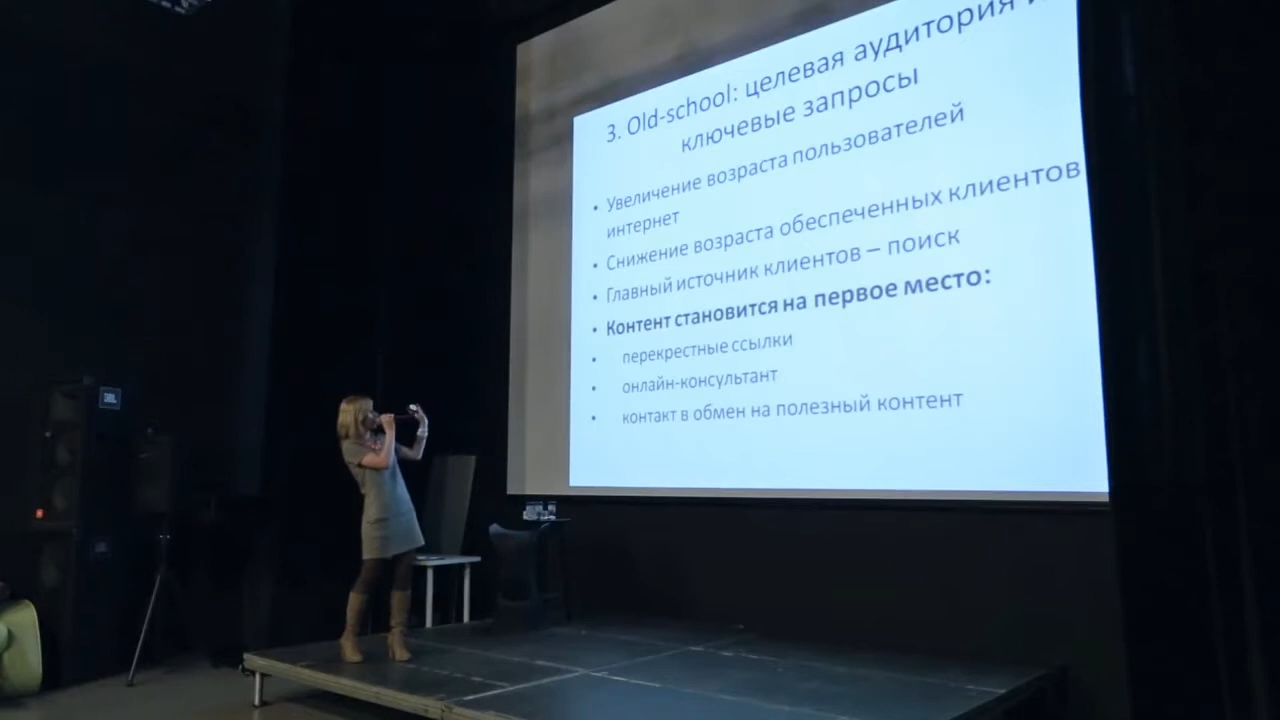 3. Old-school: целевая аудитория и
ключевые запросы
• Увеличение возраста пользователей
интернет
• Снижение возраста обеспеченных клиентов
• Главный источник клиентов – поиск
• Контент становится на первое место:
• перекрестные ссылки
• онлайн-консультант
• контакт в обмен на полезный контент
JBL